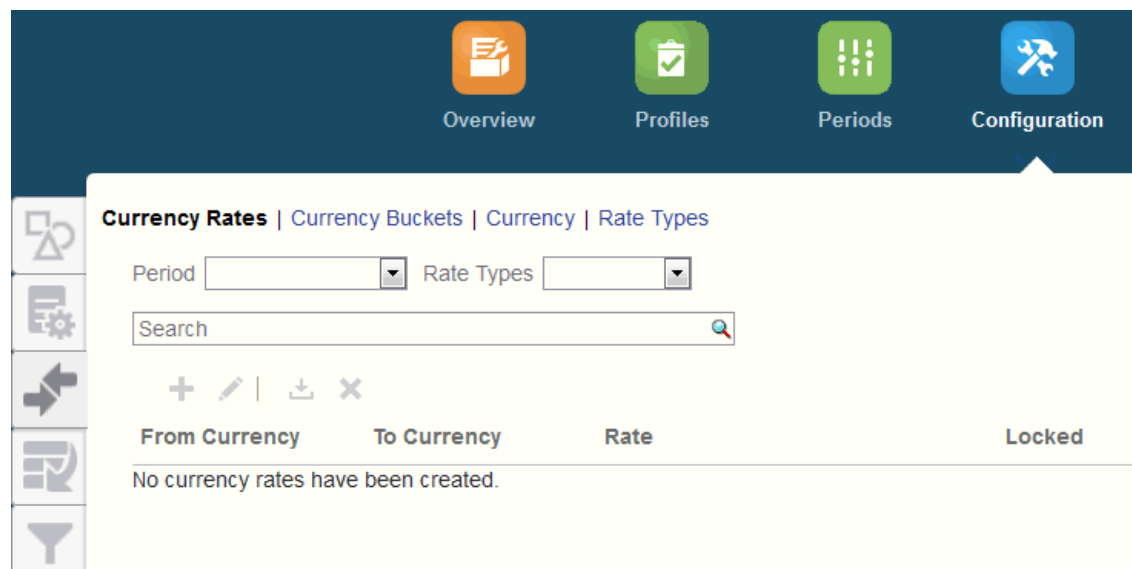 Overview Profiles Periods Configuration
Currency Rates | Currency Buckets | Currency | Rate Types
Period Rate Types
Search
From Currency To Currency Rate Locked
No currency rates have been created.